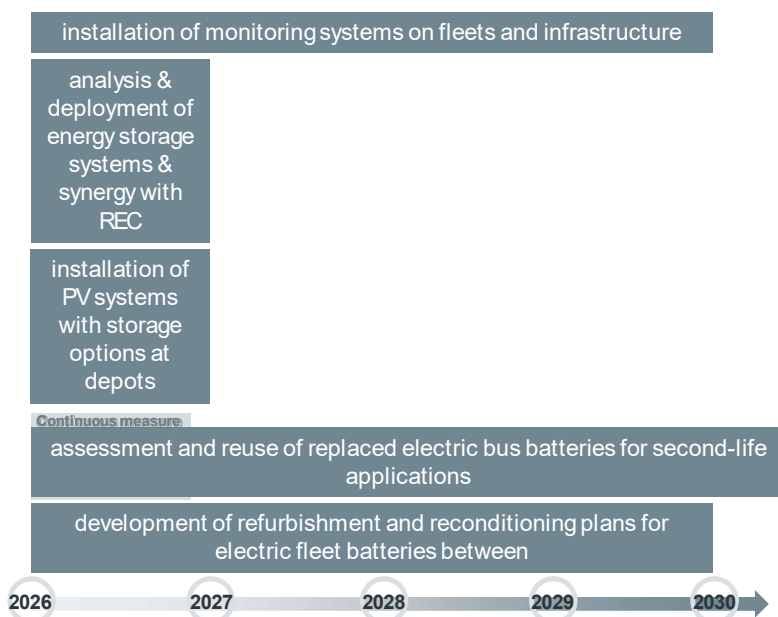 installation of monitoring systems on fleets and infrastructure
analysis &
deployment of
energy storage
systems &
synergy with
REC
installation of
PV systems
with storage
options at
depots
Continuous measure
assessment and reuse of replaced electric bus batteries for second-life
applications
development of refurbishment and reconditioning plans for
electric fleet batteries between
2026 2027 2028 2029 2030